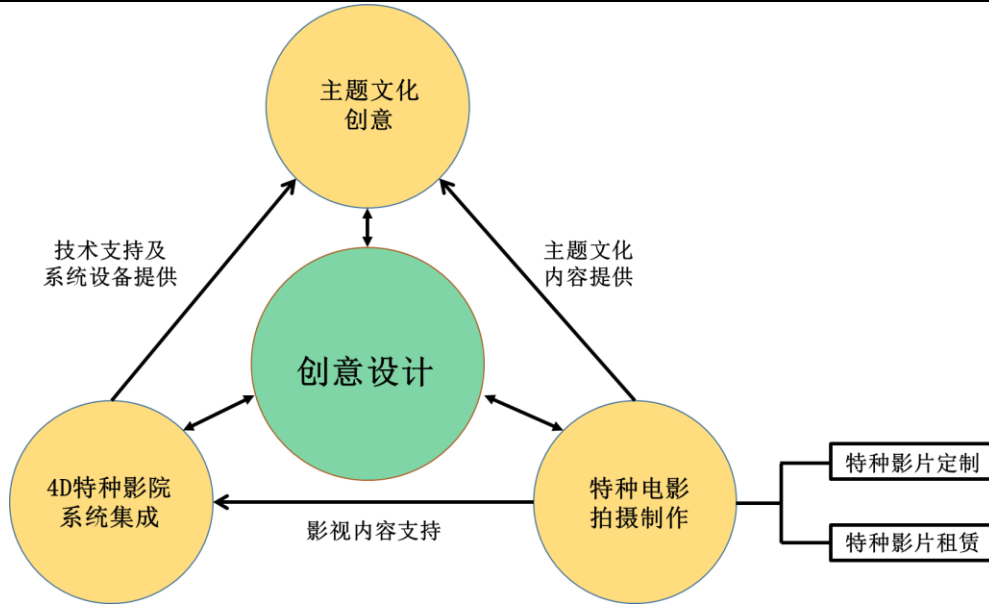 主题文化
创意
技术支持及
系统设备提供
主题文化
内容提供
创意设计
4D特种影院
系统集成
影视内容支持
特种电影
拍摄制作
特种影片定制
特种影片租赁